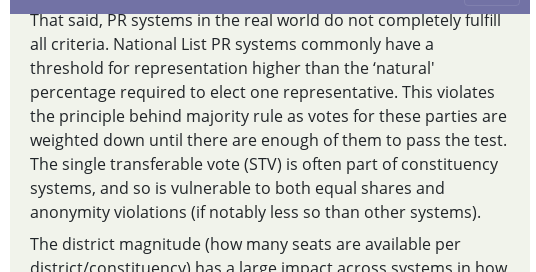 That said, PR systems in the real world do not completely fulfill
all criteria. National List PR systems commonly have a
threshold for representation higher than the ‘natural'
percentage required to elect one representative. This violates
the principle behind majority rule as votes for these parties are
weighted down until there are enough of them to pass the test.
The single transferable vote (STV) is often part of constituency
systems, and so is vulnerable to both equal shares and
anonymity violations (if notably less so than other systems).
The district magnitude (how many seats are available per
district/constituency) has a large impact across systems in how